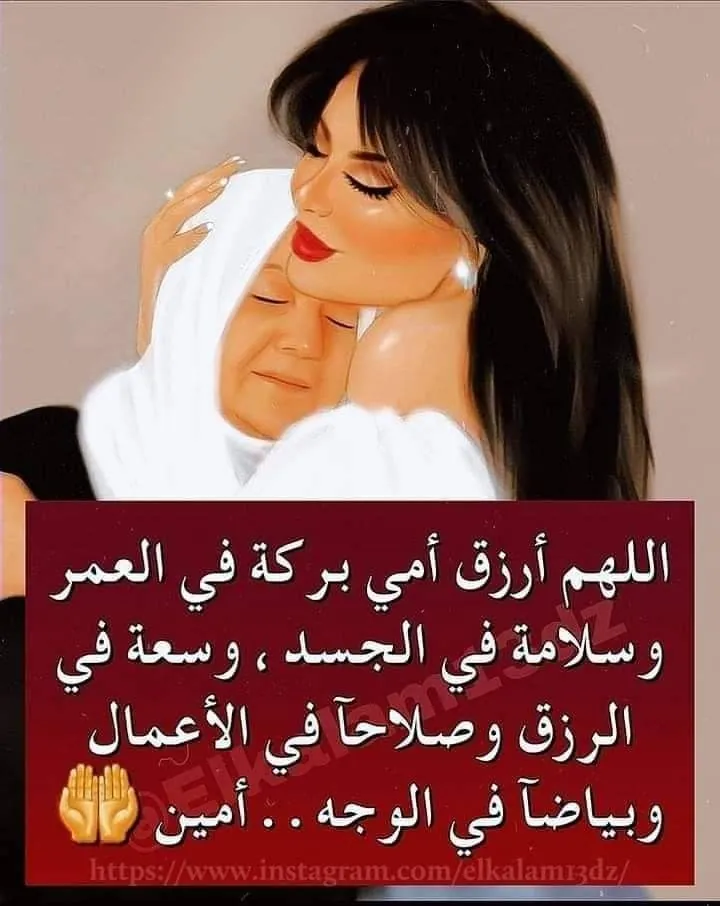 اللهم أرزق أمي بركة في العمر
وسلامة في الجسد ، وسعة في
الرزق وصلاحآ في الأعمال
وبياضآ في الوجه . . أمين 🤲
@Elkalam13dz
https://www.instagram.com/elkalam13dz/